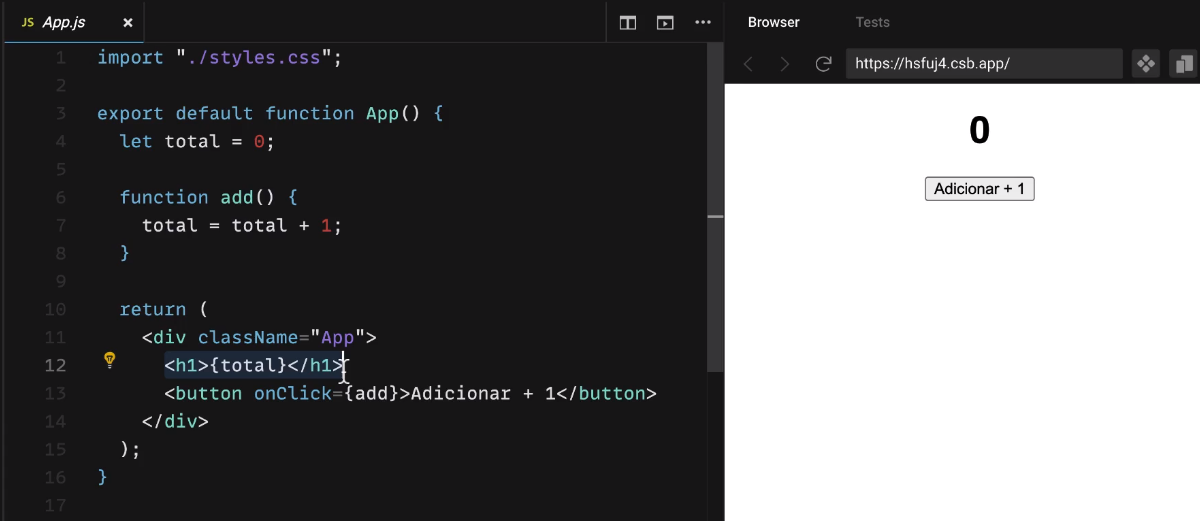 JS App.js ×
1 import "./styles.css";
2
3 export default function App() {
4 let total = 0;
5
6 function add() {
7 total = total + 1;
8 }
9
10 return (
11 <div className="App">
12 <h1>{total}</h1>
13 <button onClick={add}>Adicionar + 1</button>
14 </div>
15 );
16 }
17
Browser Tests
https://hsfuj4.csb.app/
0
Adicionar + 1